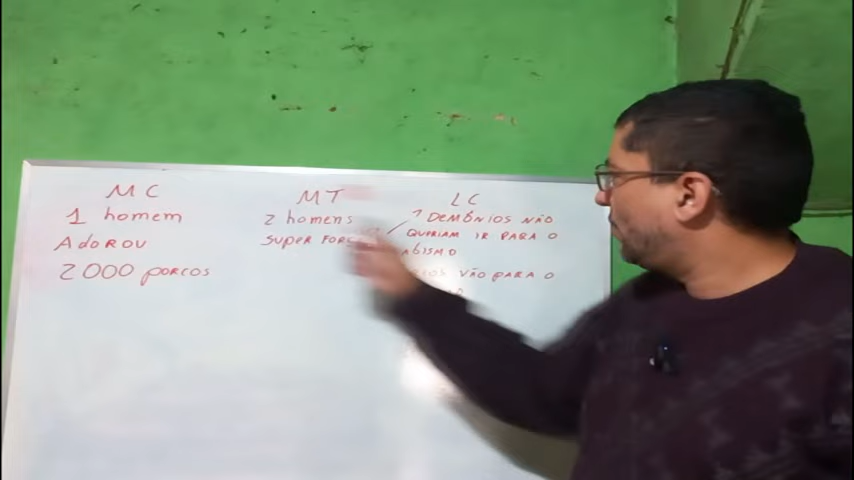 MC
1 homem
Adorou
2000 porcos
MT
2 homens
super
LC
DEMÔNIOS NÃO
QUERIAM IR PARA O
ABISMO
VÃO PARA O